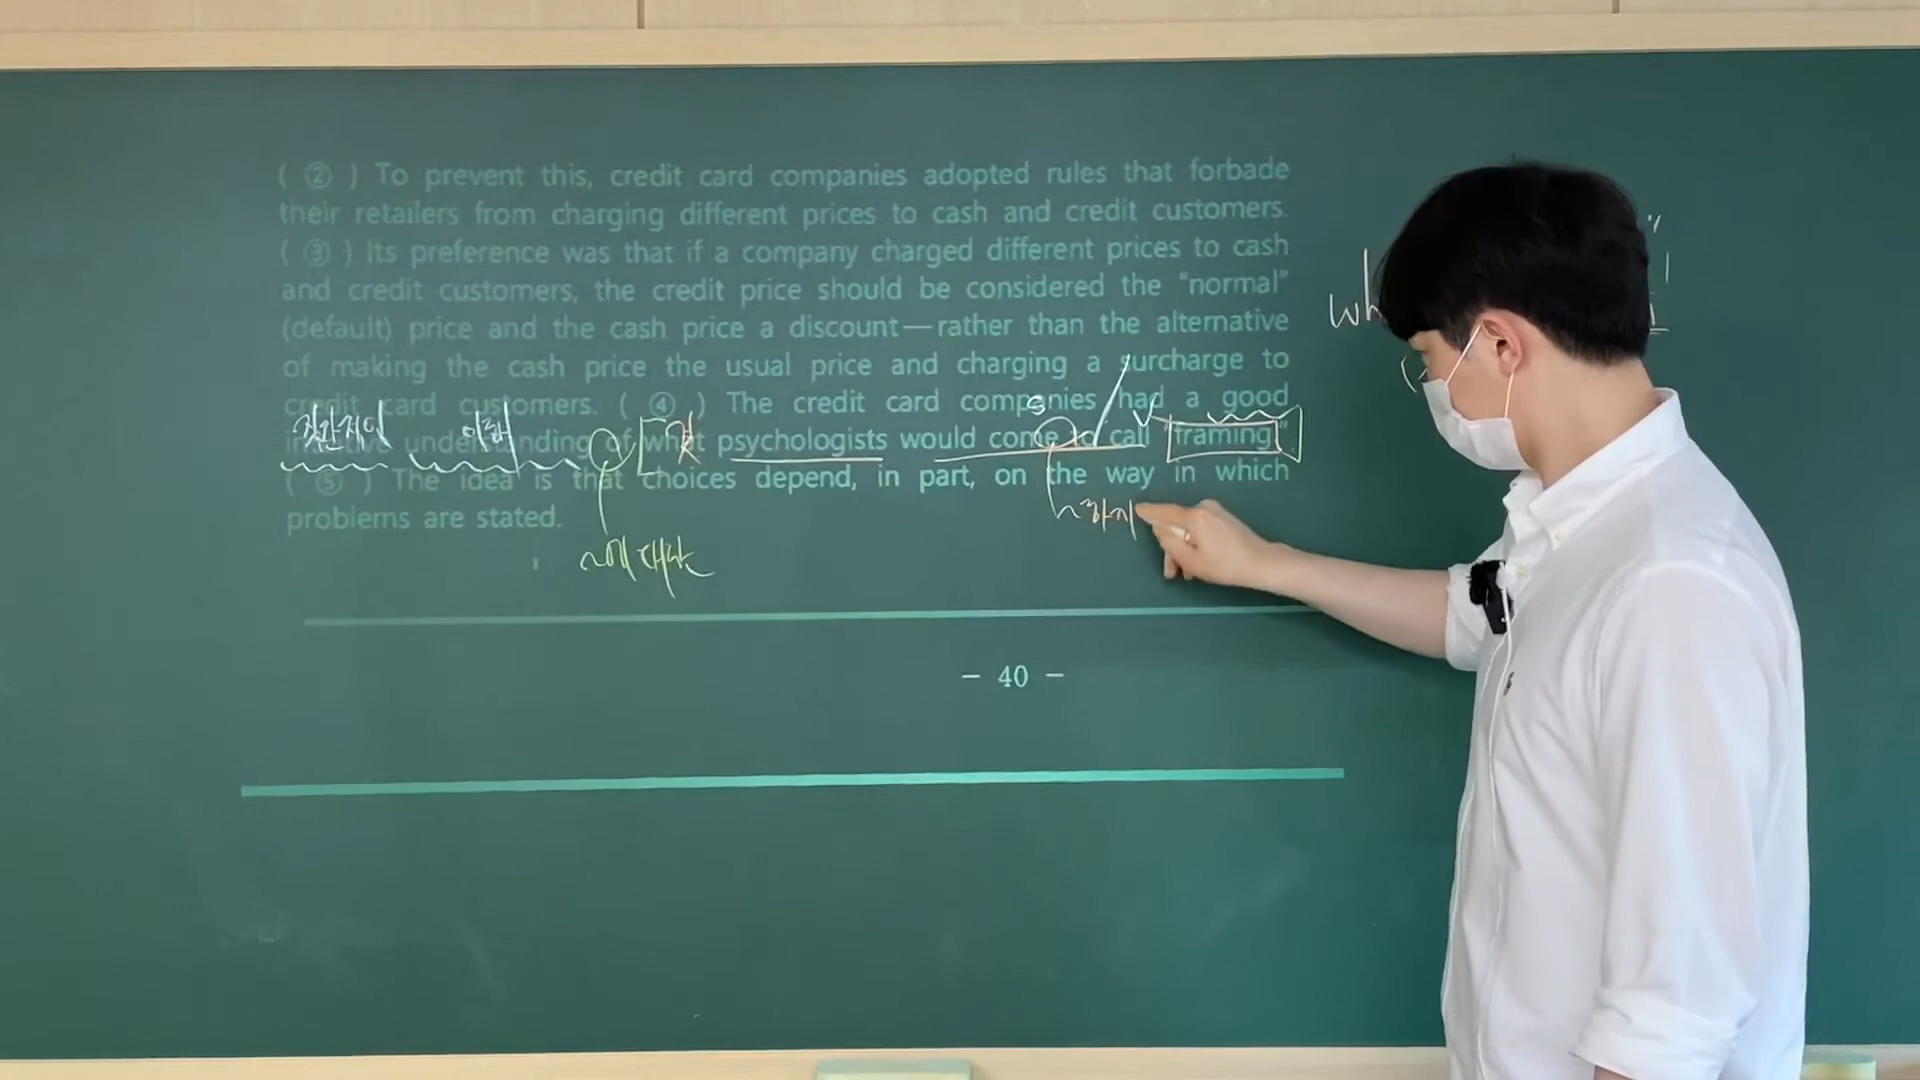 ( ② ) To prevent this, credit card companies adopted rules that forbade
their retailers from charging different prices to cash and credit customers.
( ③ ) Its preference was that if a company charged different prices to cash
and credit customers, the credit price should be considered the “normal”
(default) price and the cash price a discount—rather than the alternative
of making the cash price the usual price and charging a surcharge to
credit card customers. ( ④ ) The credit card companies had a good
직관적인 이해 것 S V
intuitive understanding of what psychologists would come to call “framing.”
( ⑤ ) The idea is that choices depend, in part, on the way in which
problems are stated.
~하게
~에 대한
- 40 -